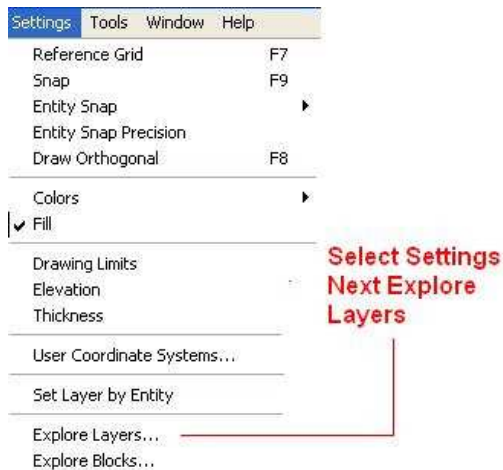 Settings Tools Window Help
Reference Grid F7
Snap F9
Entity Snap
Entity Snap Precision
Draw Orthogonal F8
Colors
Fill
Drawing Limits
Elevation
Thickness
User Coordinate Systems...
Set Layer by Entity
Explore Layers...
Explore Blocks...
Select Settings
Next Explore
Layers